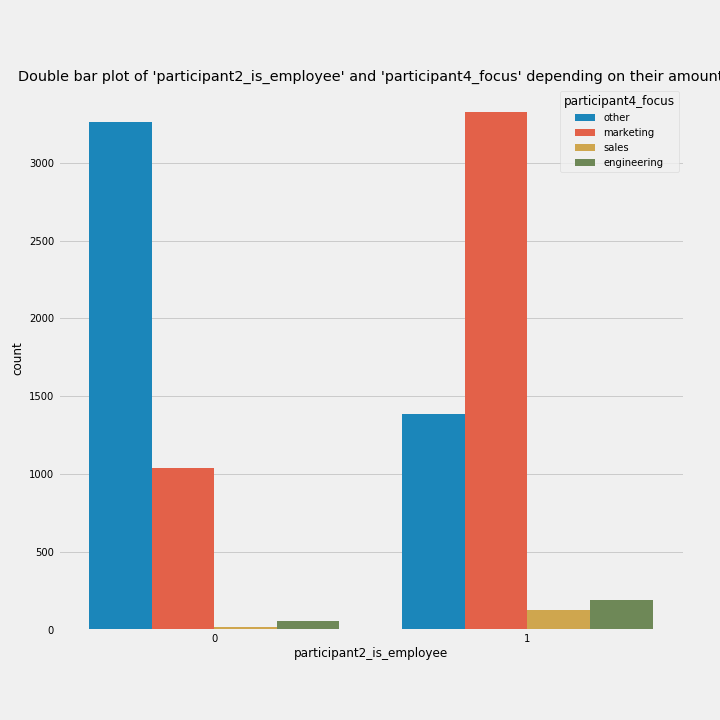 Double bar plot of 'participant2_is_employee' and 'participant4_focus' depending on their amount
participant4_focus
other
marketing
sales
engineering
3000
2500
2000
1500
1000
500
0
count
0 1
participant2_is_employee